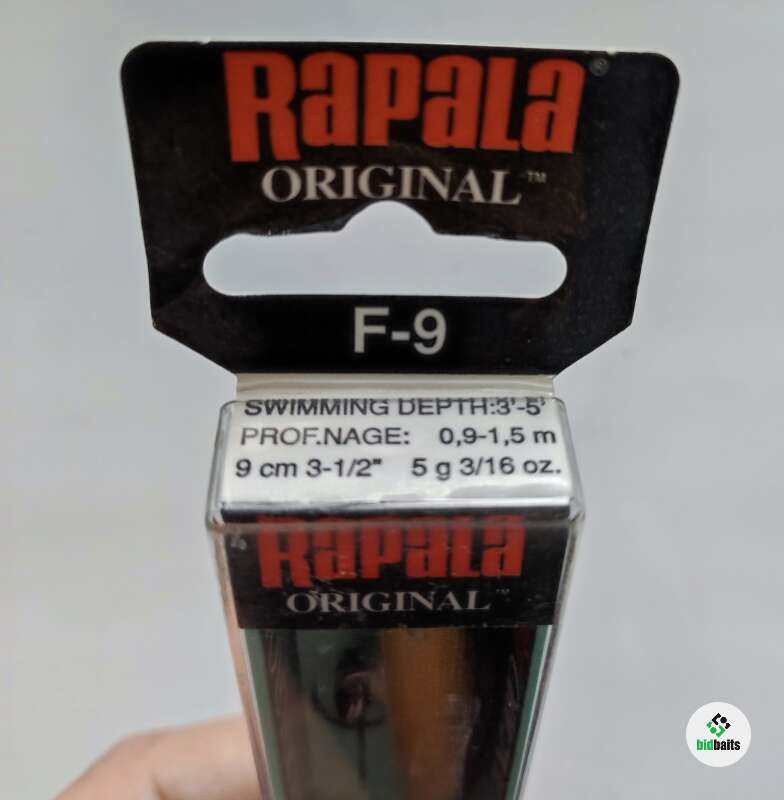 RAPALA®
ORIGINAL™
F-9
SWIMMING DEPTH:3'-5'
PROF.NAGE: 0,9-1,5 m
9 cm 3-1/2" 5 g 3/16 oz.
RAPALA
ORIGINAL™
bidbaits